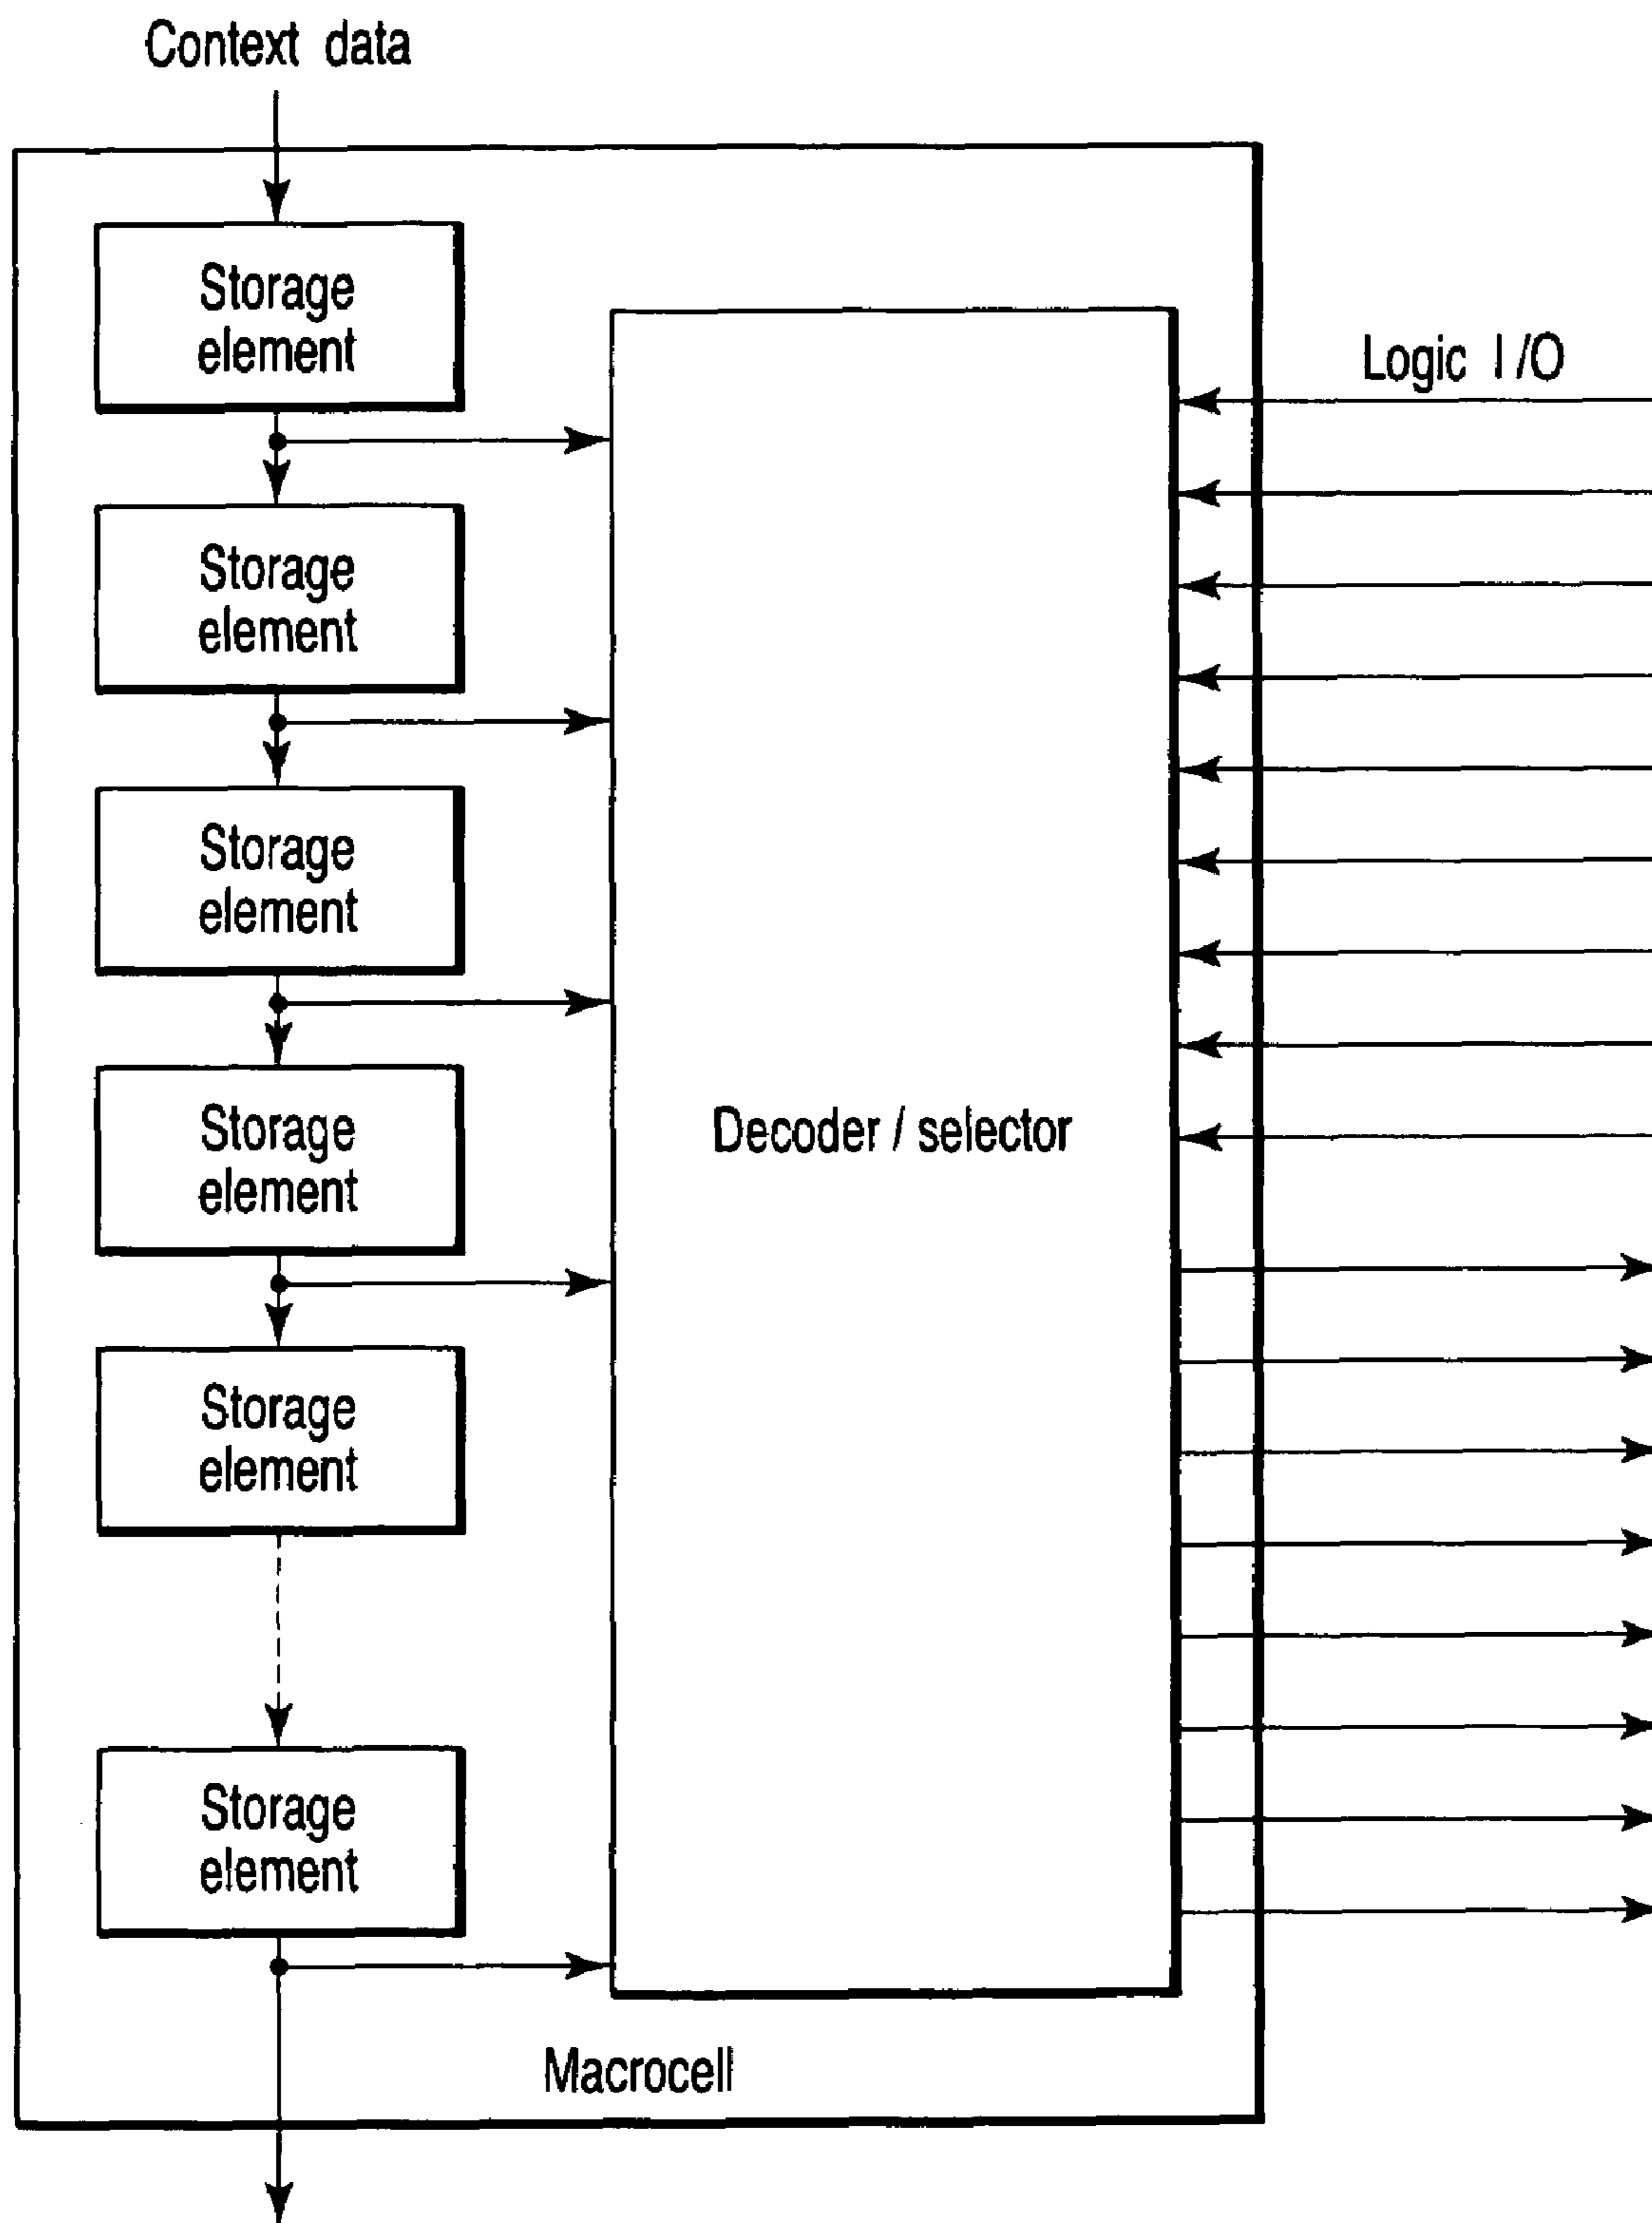 Context data
Storage
element
Logic I/O
Storage
element
Storage
element
Storage
element
Decoder / selector
Storage
element
Storage
element
Macrocell